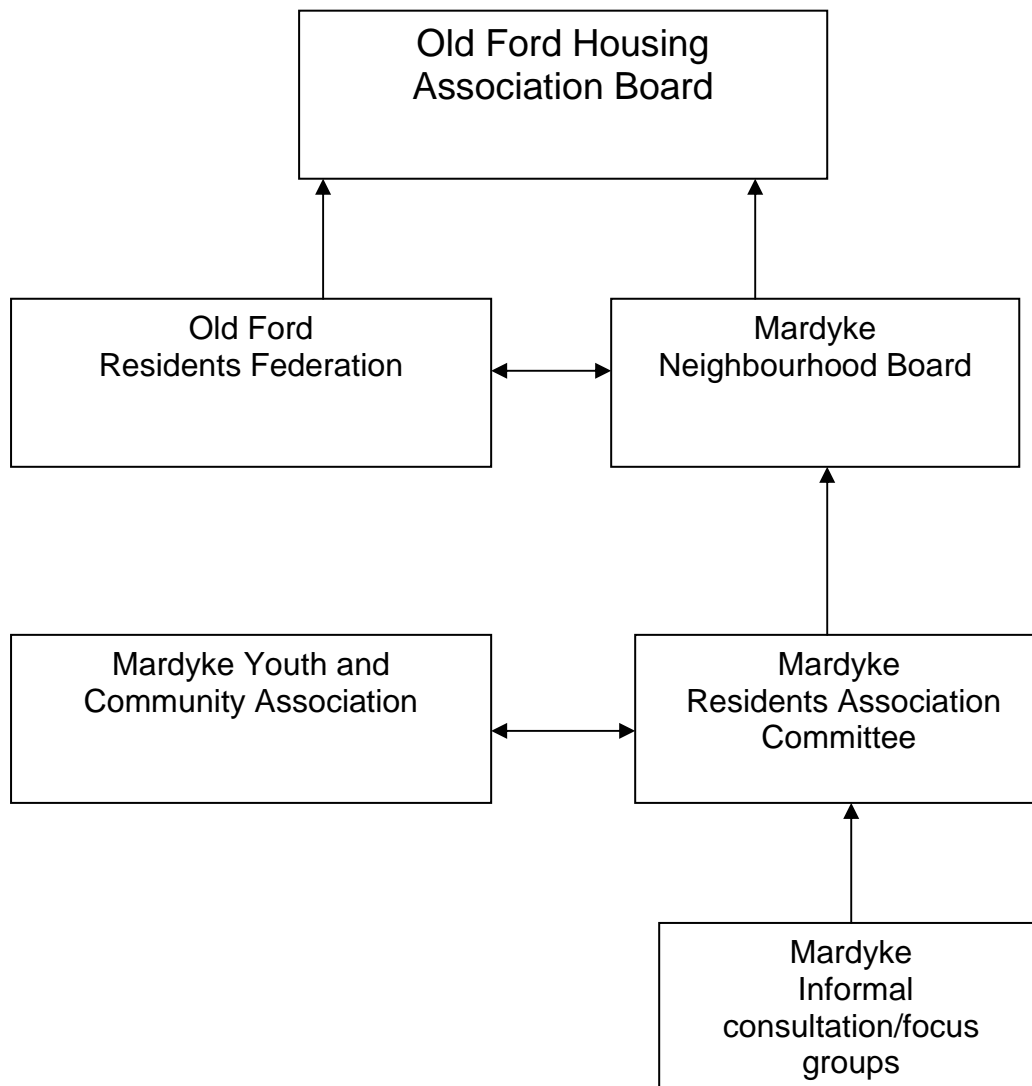 Old Ford Housing
Association Board
Old Ford
Residents Federation
Mardyke
Neighbourhood Board
Mardyke Youth and
Community Association
Mardyke
Residents Association
Committee
Mardyke
Informal
consultation/focus
groups